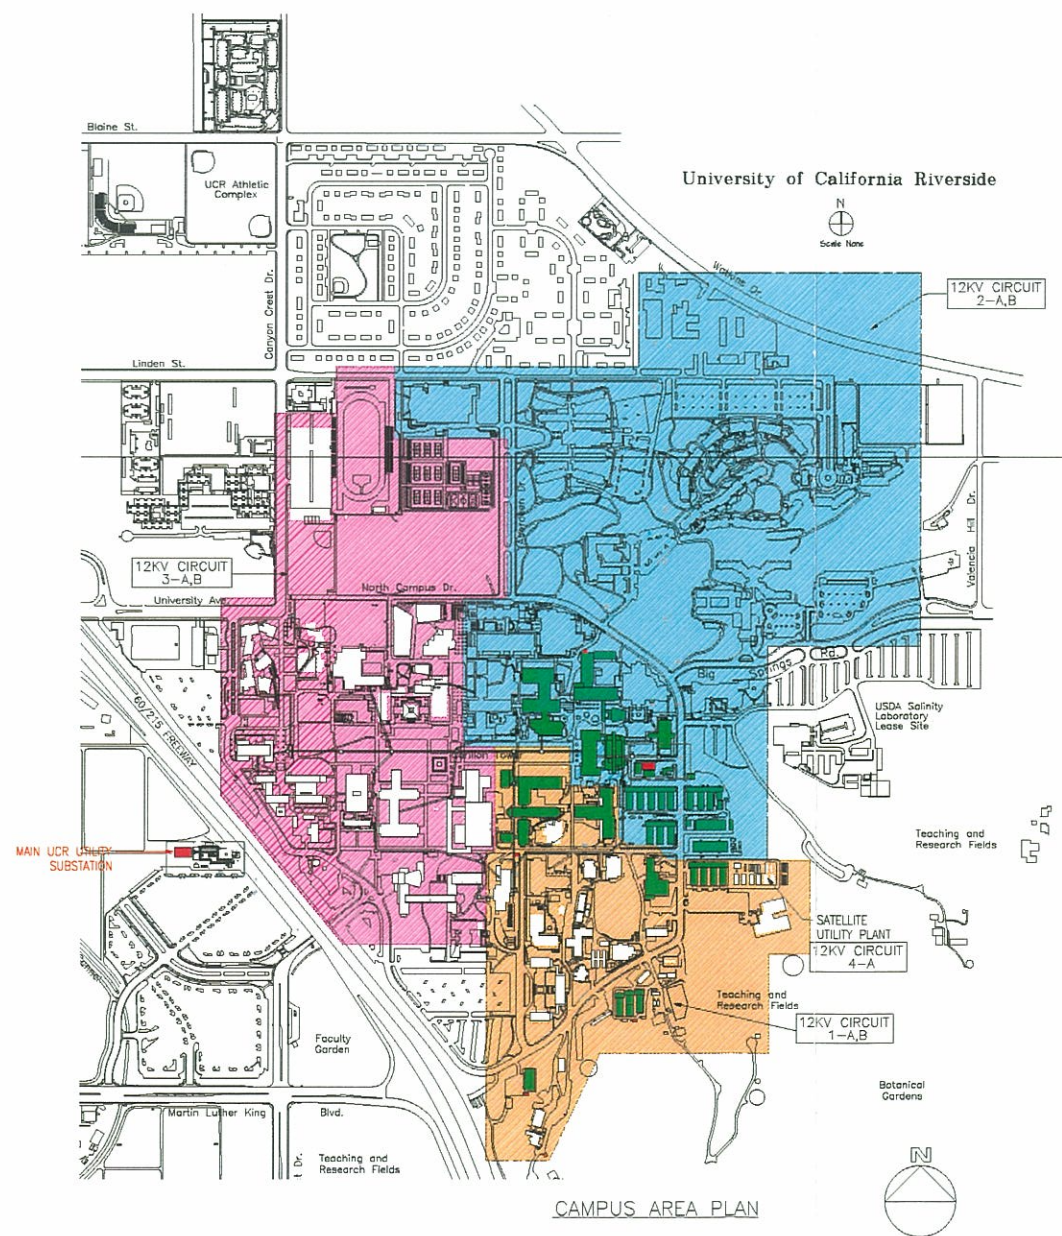 Blaine St.
UCR Athletic
Complex
University of California Riverside
N
Scale None
Canyon Crest Dr.
Watkins Dr.
12KV CIRCUIT
2-A,B
Linden St.
Valencia Hill Dr.
12KV CIRCUIT
3-A,B
North Campus Dr.
University Ave
Big Springs Rd.
60/215 FREEWAY
USDA Salinity
Laboratory
Lease Site
MAIN UCR UTILITY
SUBSTATION
Teaching and
Research Fields
SATELLITE
UTILITY PLANT
12KV CIRCUIT
4-A
Teaching and
Research Fields
12KV CIRCUIT
1-A,B
Faculty
Garden
Botanical
Gardens
Martin Luther King Blvd.
t Dr.
Teaching and
Research Fields
N
CAMPUS AREA PLAN